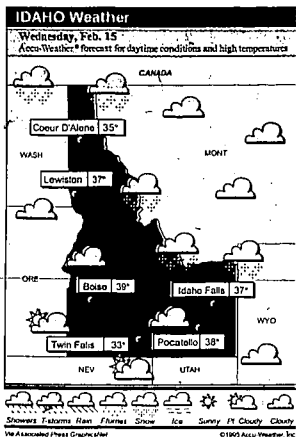 IDAHO Weather
Wednesday, Feb. 15
Accu-Weather® forecast for daytime conditions and high temperatures
CANADA
Coeur D'Alene 35°
WASH
MONT
Lewiston 37°
ORE
Boise 39°
Idaho Falls 37°
WYO
Twin Falls 33°
Pocatello 38°
NEV
UTAH
Showers T-storms Rain Flurries Snow Ice Sunny Pt Cloudy Cloudy
Via Associated Press GraphicsNet
©1995 Accu-Weather, Inc